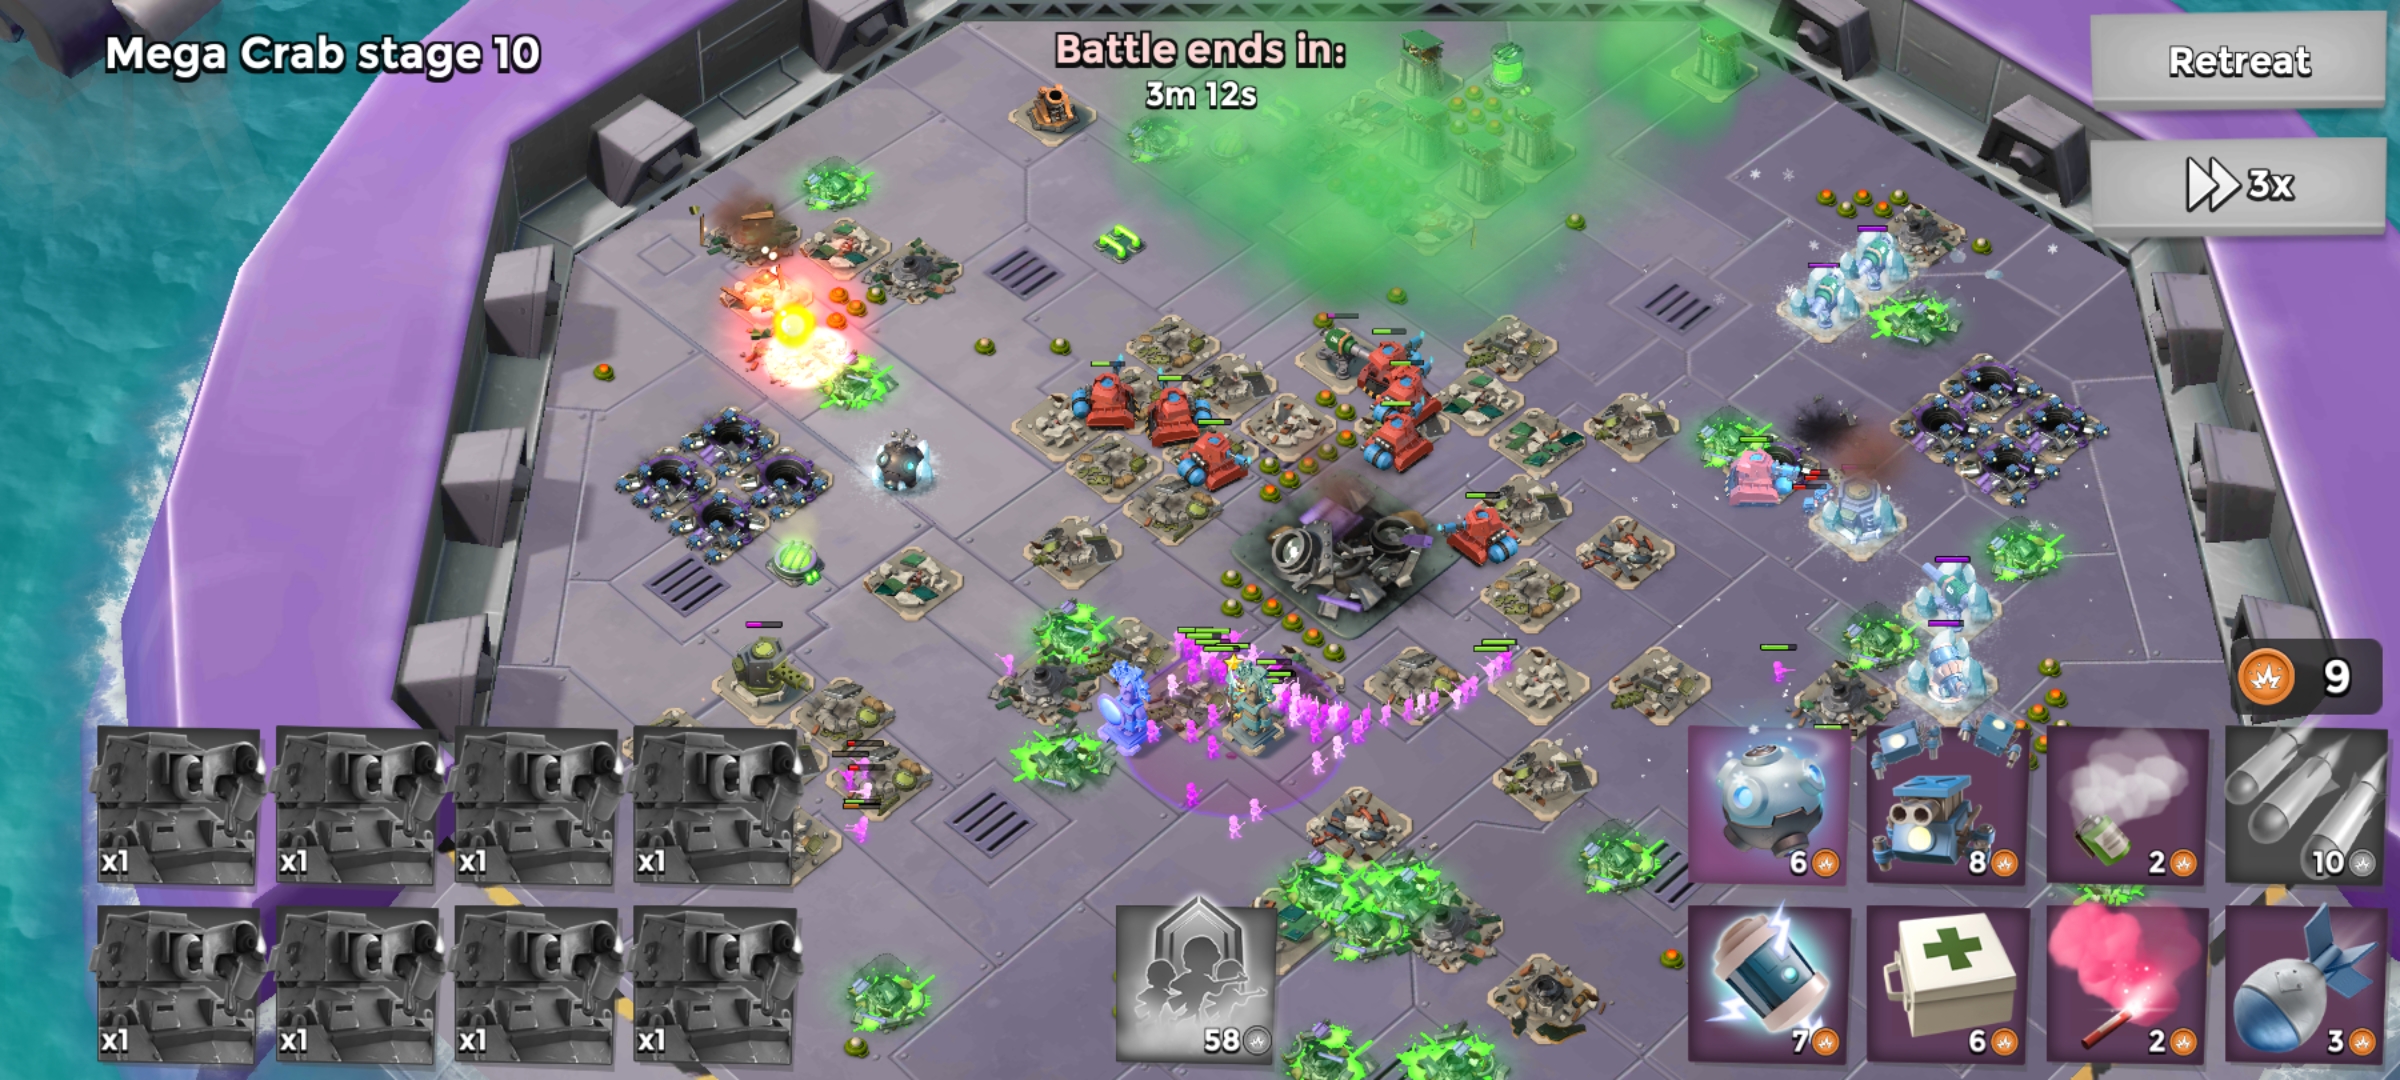 Mega Crab stage 10
Battle ends in:
3m 12s
Retreat
3x
9
x1
x1
x1
x1
6
8
2
10
x1
x1
x1
x1
58
7
6
2
3